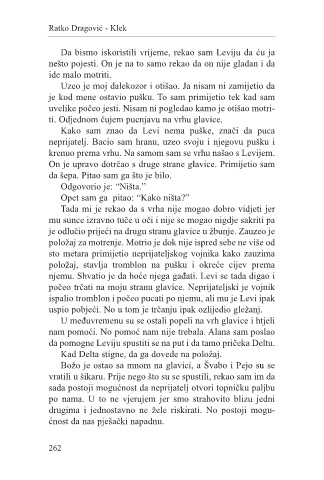 Ratko Dragović - Klek
Da bismo iskoristili vrijeme, rekao sam Leviju da ću ja
nešto pojesti. On je na to samo rekao da on nije gladan i da
ide malo motriti.
Uzeo je moj dalekozor i otišao. Ja nisam ni zamijetio da
je kod mene ostavio pušku. To sam primijetio tek kad sam
uvelike počeo jesti. Nisam ni pogledao kamo je otišao motri-
ti. Odjednom čujem pucnjavu na vrhu glavice.
Kako sam znao da Levi nema puške, znači da puca
neprijatelj. Bacio sam hranu, uzeo svoju i njegovu pušku i
krenuo prema vrhu. Na samom sam se vrhu našao s Levijem.
On je upravo dotrčao s druge strane glavice. Primijetio sam
da šepa. Pitao sam ga što je bilo.
Odgovorio je: “Ništa.”
Opet sam ga pitao: “Kako ništa?”
Tada mi je rekao da s vrha nije mogao dobro vidjeti jer
mu sunce izravno tuče u oči i nije se mogao nigdje sakriti pa
je odlučio prijeći na drugu stranu glavice u žbunje. Zauzeo je
položaj za motrenje. Motrio je dok nije ispred sebe ne više od
sto metara primijetio neprijateljskog vojnika kako zauzima
položaj, stavlja tromblon na pušku i okreće cijev prema
njemu. Shvatio je da hoće njega gađati. Levi se tada digao i
počeo trčati na moju stranu glavice. Neprijateljski je vojnik
ispalio tromblon i počeo pucati po njemu, ali mu je Levi ipak
uspio pobjeći. No u tom je trčanju ipak ozlijedio gležanj.
U međuvremenu su se ostali popeli na vrh glavice i htjeli
nam pomoći. No pomoć nam nije trebala. Alana sam poslao
da pomogne Leviju spustiti se na put i da tamo pričeka Deltu.
Kad Delta stigne, da ga dovede na položaj.
Božo je ostao sa mnom na glavici, a Švabo i Pejo su se
vratili u šikaru. Prije nego što su se spustili, rekao sam im da
sada postoji mogućnost da neprijatelj otvori topničku paljbu
po nama. U to ne vjerujem jer smo strahovito blizu jedni
drugima i jednostavno ne žele riskirati. No postoji mogu-
ćnost da nas pješački napadnu.
262